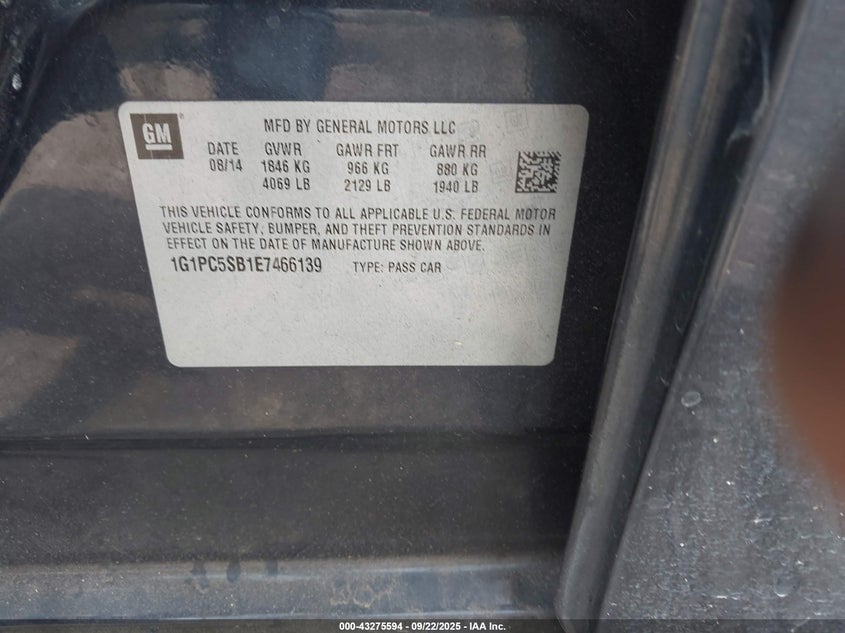 GM
MFD BY GENERAL MOTORS LLC
DATE GVWR GAWR FRT GAWR RR
08/14 1846 KG 966 KG 880 KG
4069 LB 2129 LB 1940 LB
THIS VEHICLE CONFORMS TO ALL APPLICABLE U.S. FEDERAL MOTOR
VEHICLE SAFETY, BUMPER, AND THEFT PREVENTION STANDARDS IN
EFFECT ON THE DATE OF MANUFACTURE SHOWN ABOVE.
1G1PC5SB1E7466139 TYPE: PASS CAR
000-43275594 - 09/22/2025 - IAA Inc.